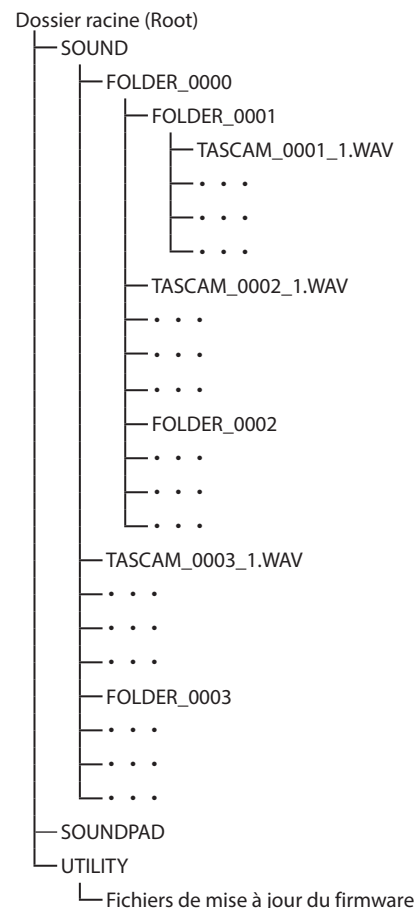 Dossier racine (Root)
SOUND
FOLDER_0000
FOLDER_0001
TASCAM_0001_1.WAV
• • •
• • •
• • •
TASCAM_0002_1.WAV
• • •
• • •
• • •
FOLDER_0002
• • •
• • •
• • •
TASCAM_0003_1.WAV
• • •
• • •
• • •
FOLDER_0003
• • •
• • •
• • •
SOUNDPAD
UTILITY
Fichiers de mise à jour du firmware